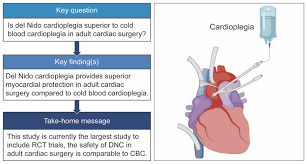 Key question
Is del Nido cardioplegia superior to cold
blood cardioplegia in adult cardiac surgery?
Key finding(s)
Del Nido cardioplegia provides superior
myocardial protection in adult cardiac
surgery compared to cold blood cardioplegia.
Take-home message
This study is currently the largest study to
include RCT trials, the safety of DNC in
adult cardiac surgery is comparable to CBC.
Cardioplegia